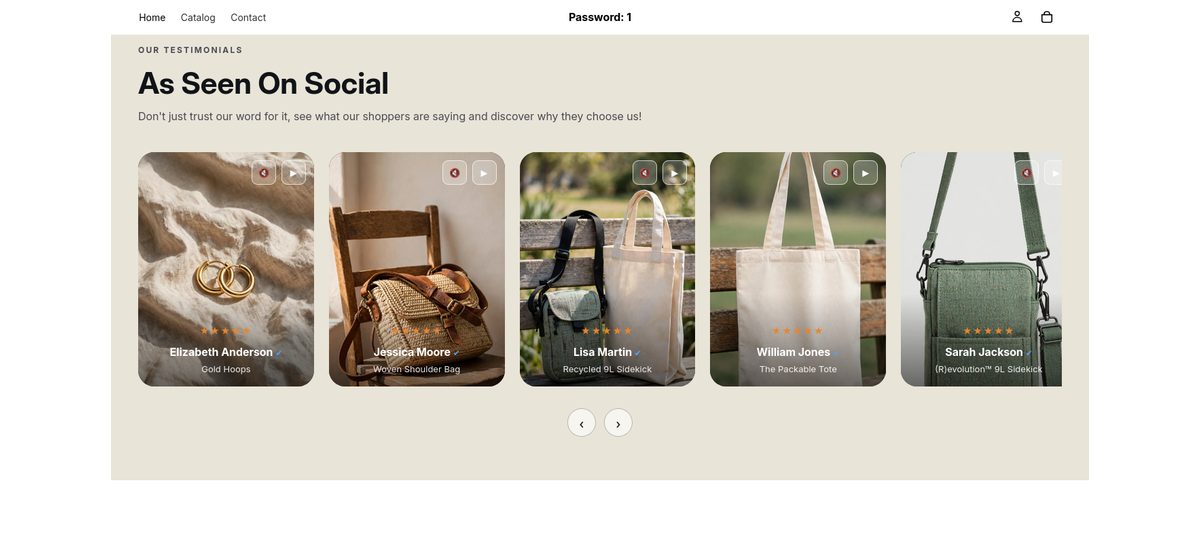 Home Catalog Contact Password: 1
OUR TESTIMONIALS
As Seen On Social
Don't just trust our word for it, see what our shoppers are saying and discover why they choose us!
Elizabeth Anderson
Gold Hoops
Jessica Moore
Woven Shoulder Bag
Lisa Martin
Recycled 9L Sidekick
William Jones
The Packable Tote
Sarah Jackson
(R)evolution™ 9L Sidekick